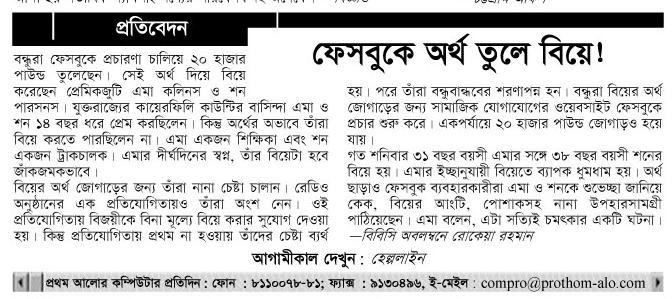 প্রতিবেদন
ফেসবুকে অর্থ তুলে বিয়ে!
বন্ধুরা ফেসবুকে প্রচারণা চালিয়ে ২০ হাজার
পাউন্ড তুলেছেন। সেই অর্থ দিয়ে বিয়ে
করেছেন প্রেমিকজুটি এমা কলিনস ও শন
পারসনস। যুক্তরাজ্যের কায়েরফিলি কাউন্টির বাসিন্দা এমা ও
শন ১৪ বছর ধরে প্রেম করছিলেন। কিন্তু অর্থের অভাবে তাঁরা
বিয়ে করতে পারছিলেন না। এমা একজন শিক্ষিকা এবং শন
একজন ট্রাকচালক। এমার দীর্ঘদিনের স্বপ্ন, তাঁর বিয়েটা হবে
জাঁকজমকভাবে।
বিয়ের অর্থ জোগাড়ের জন্য তাঁরা নানা চেষ্টা চালান। রেডিও
অনুষ্ঠানের এক প্রতিযোগিতায়ও তাঁরা অংশ নেন। ওই
প্রতিযোগিতায় বিজয়ীকে বিনা মূল্যে বিয়ে করার সুযোগ দেওয়া
হয়। কিন্তু প্রতিযোগিতায় প্রথম না হওয়ায় তাঁদের চেষ্টা ব্যর্থ
হয়। পরে তাঁরা বন্ধুবান্ধবের শরণাপন্ন হন। বন্ধুরা বিয়ের অর্থ
জোগাড়ের জন্য সামাজিক যোগাযোগের ওয়েবসাইট ফেসবুকে
প্রচার শুরু করে। একপর্যায়ে ২০ হাজার পাউন্ড জোগাড়ও হয়ে
যায়।
গত শনিবার ৩১ বছর বয়সী এমার সঙ্গে ৩৮ বছর বয়সী শনের
বিয়ে হয়। এমার ইচ্ছানুযায়ী বিয়েতে ব্যাপক ধুমধাম হয়। অর্থ
ছাড়াও ফেসবুক ব্যবহারকারীরা এমা ও শনকে শুভেচ্ছা জানিয়ে
কেক, বিয়ের আংটি, পোশাকসহ নানা উপহারসামগ্রী
পাঠিয়েছেন। এমা বলেন, এটা সত্যিই চমৎকার একটি ঘটনা।
—বিবিসি অবলম্বনে রোকেয়া রহমান
আগামীকাল দেখুন : হেল্পলাইন
প্রথম আলোর কম্পিউটার প্রতিদিন : ফোন : ৮১১০০৭৮-৮১; ফ্যাক্স : ৯১৩০৪৯৬, ই-মেইল : compro@prothom-alo.com